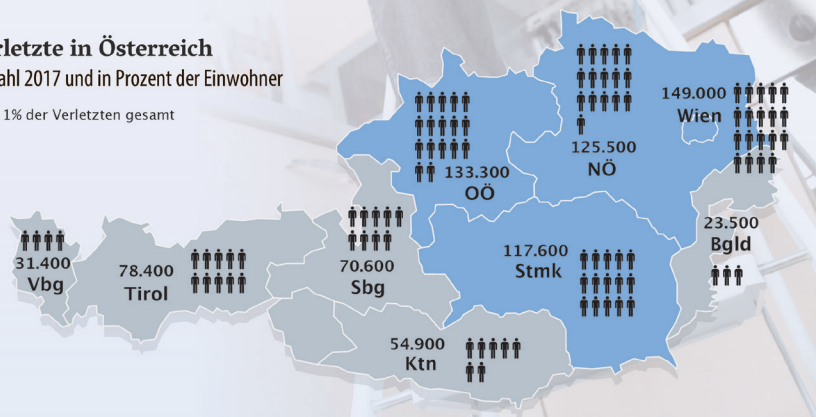 rletzte in Österreich
ahl 2017 und in Prozent der Einwohner
1% der Verletzten gesamt
149.000
Wien
125.500
NÖ
133.300
OÖ
23.500
Bgld
117.600
Stmk
31.400
Vbg
78.400
Tirol
70.600
Sbg
54.900
Ktn